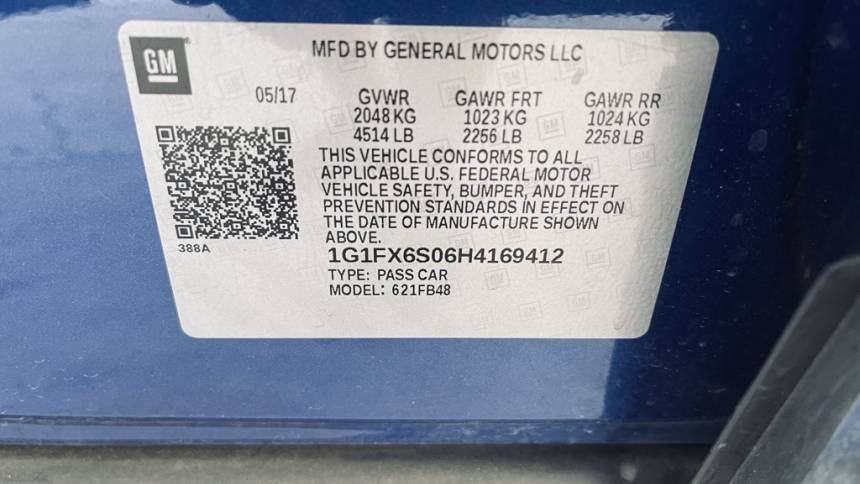 GM
MFD BY GENERAL MOTORS LLC
05/17
GVWR GAWR FRT GAWR RR
2048 KG 1023 KG 1024 KG
4514 LB 2256 LB 2258 LB
THIS VEHICLE CONFORMS TO ALL
APPLICABLE U.S. FEDERAL MOTOR
VEHICLE SAFETY, BUMPER, AND THEFT
PREVENTION STANDARDS IN EFFECT ON
THE DATE OF MANUFACTURE SHOWN
ABOVE.
388A
1G1FX6S06H4169412
TYPE: PASS CAR
MODEL: 621FB48